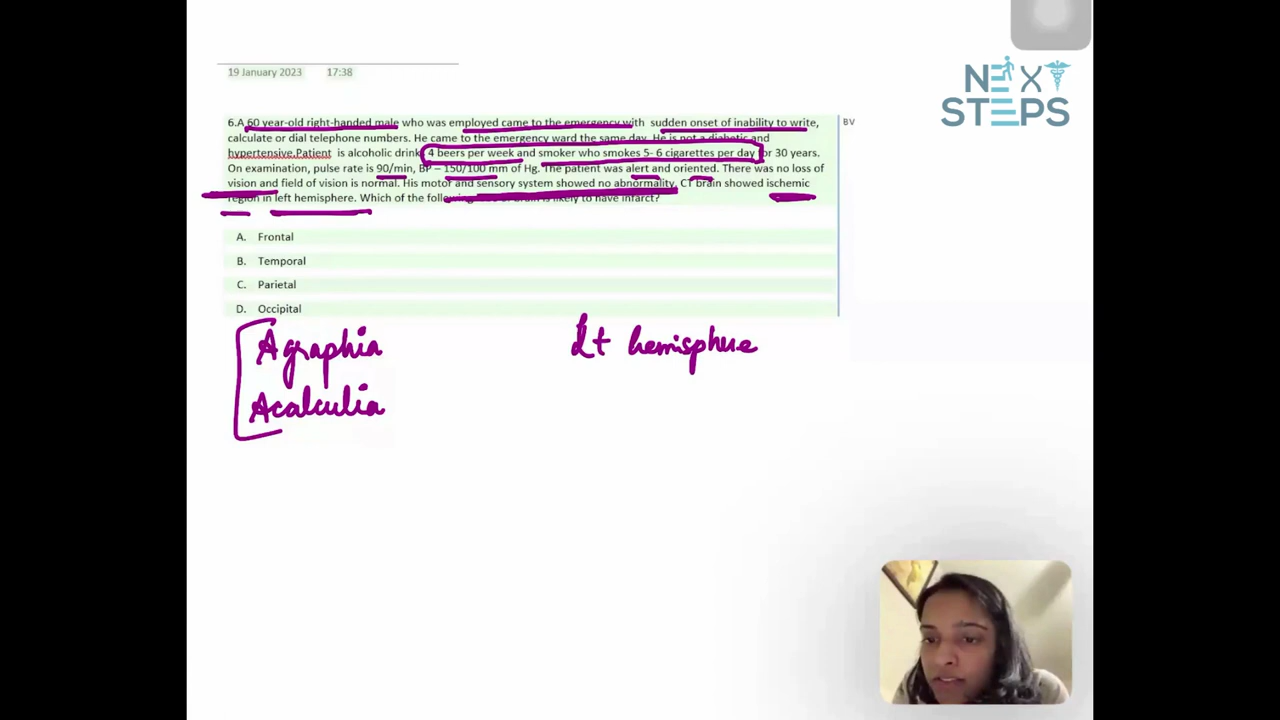 19 January 2023 17:38
NEXT
STEPS
6.A 60 year-old right-handed male who was employed came to the emergency with sudden onset of inability to write,
BV
calculate or dial telephone numbers. He came to the emergency ward the same day. He is not a diabetic and
hypertensive.Patient is alcoholic drink 4 beers per week and smoker who smokes 5- 6 cigarettes per day for 30 years.
On examination, pulse rate is 90/min, BP – 150/100 mm of Hg. The patient was alert and oriented. There was no loss of
vision and field of vision is normal. His motor and sensory system showed no abnormality. CT brain showed ischemic
region in left hemisphere. Which of the following brain is likely to have infarct?
A. Frontal
B. Temporal
C. Parietal
D. Occipital
Agraphia
Lt hemisphere
Acalculia